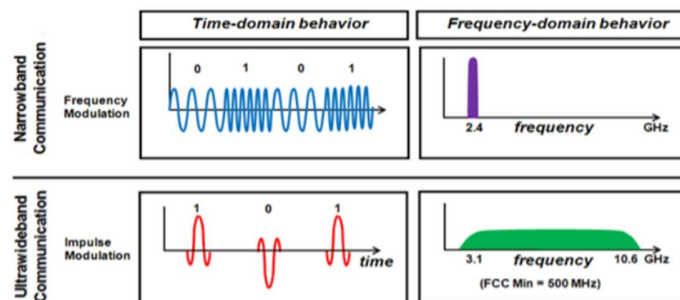 Time-domain behavior
Frequency-domain behavior
Narrowband
Communication
Frequency
Modulation
0 1 0 1
2.4 frequency GHz
Ultrawideband
Communication
Impulse
Modulation
1 0 1
time
3.1 frequency 10.6 GHz
(FCC Min = 500 MHz)